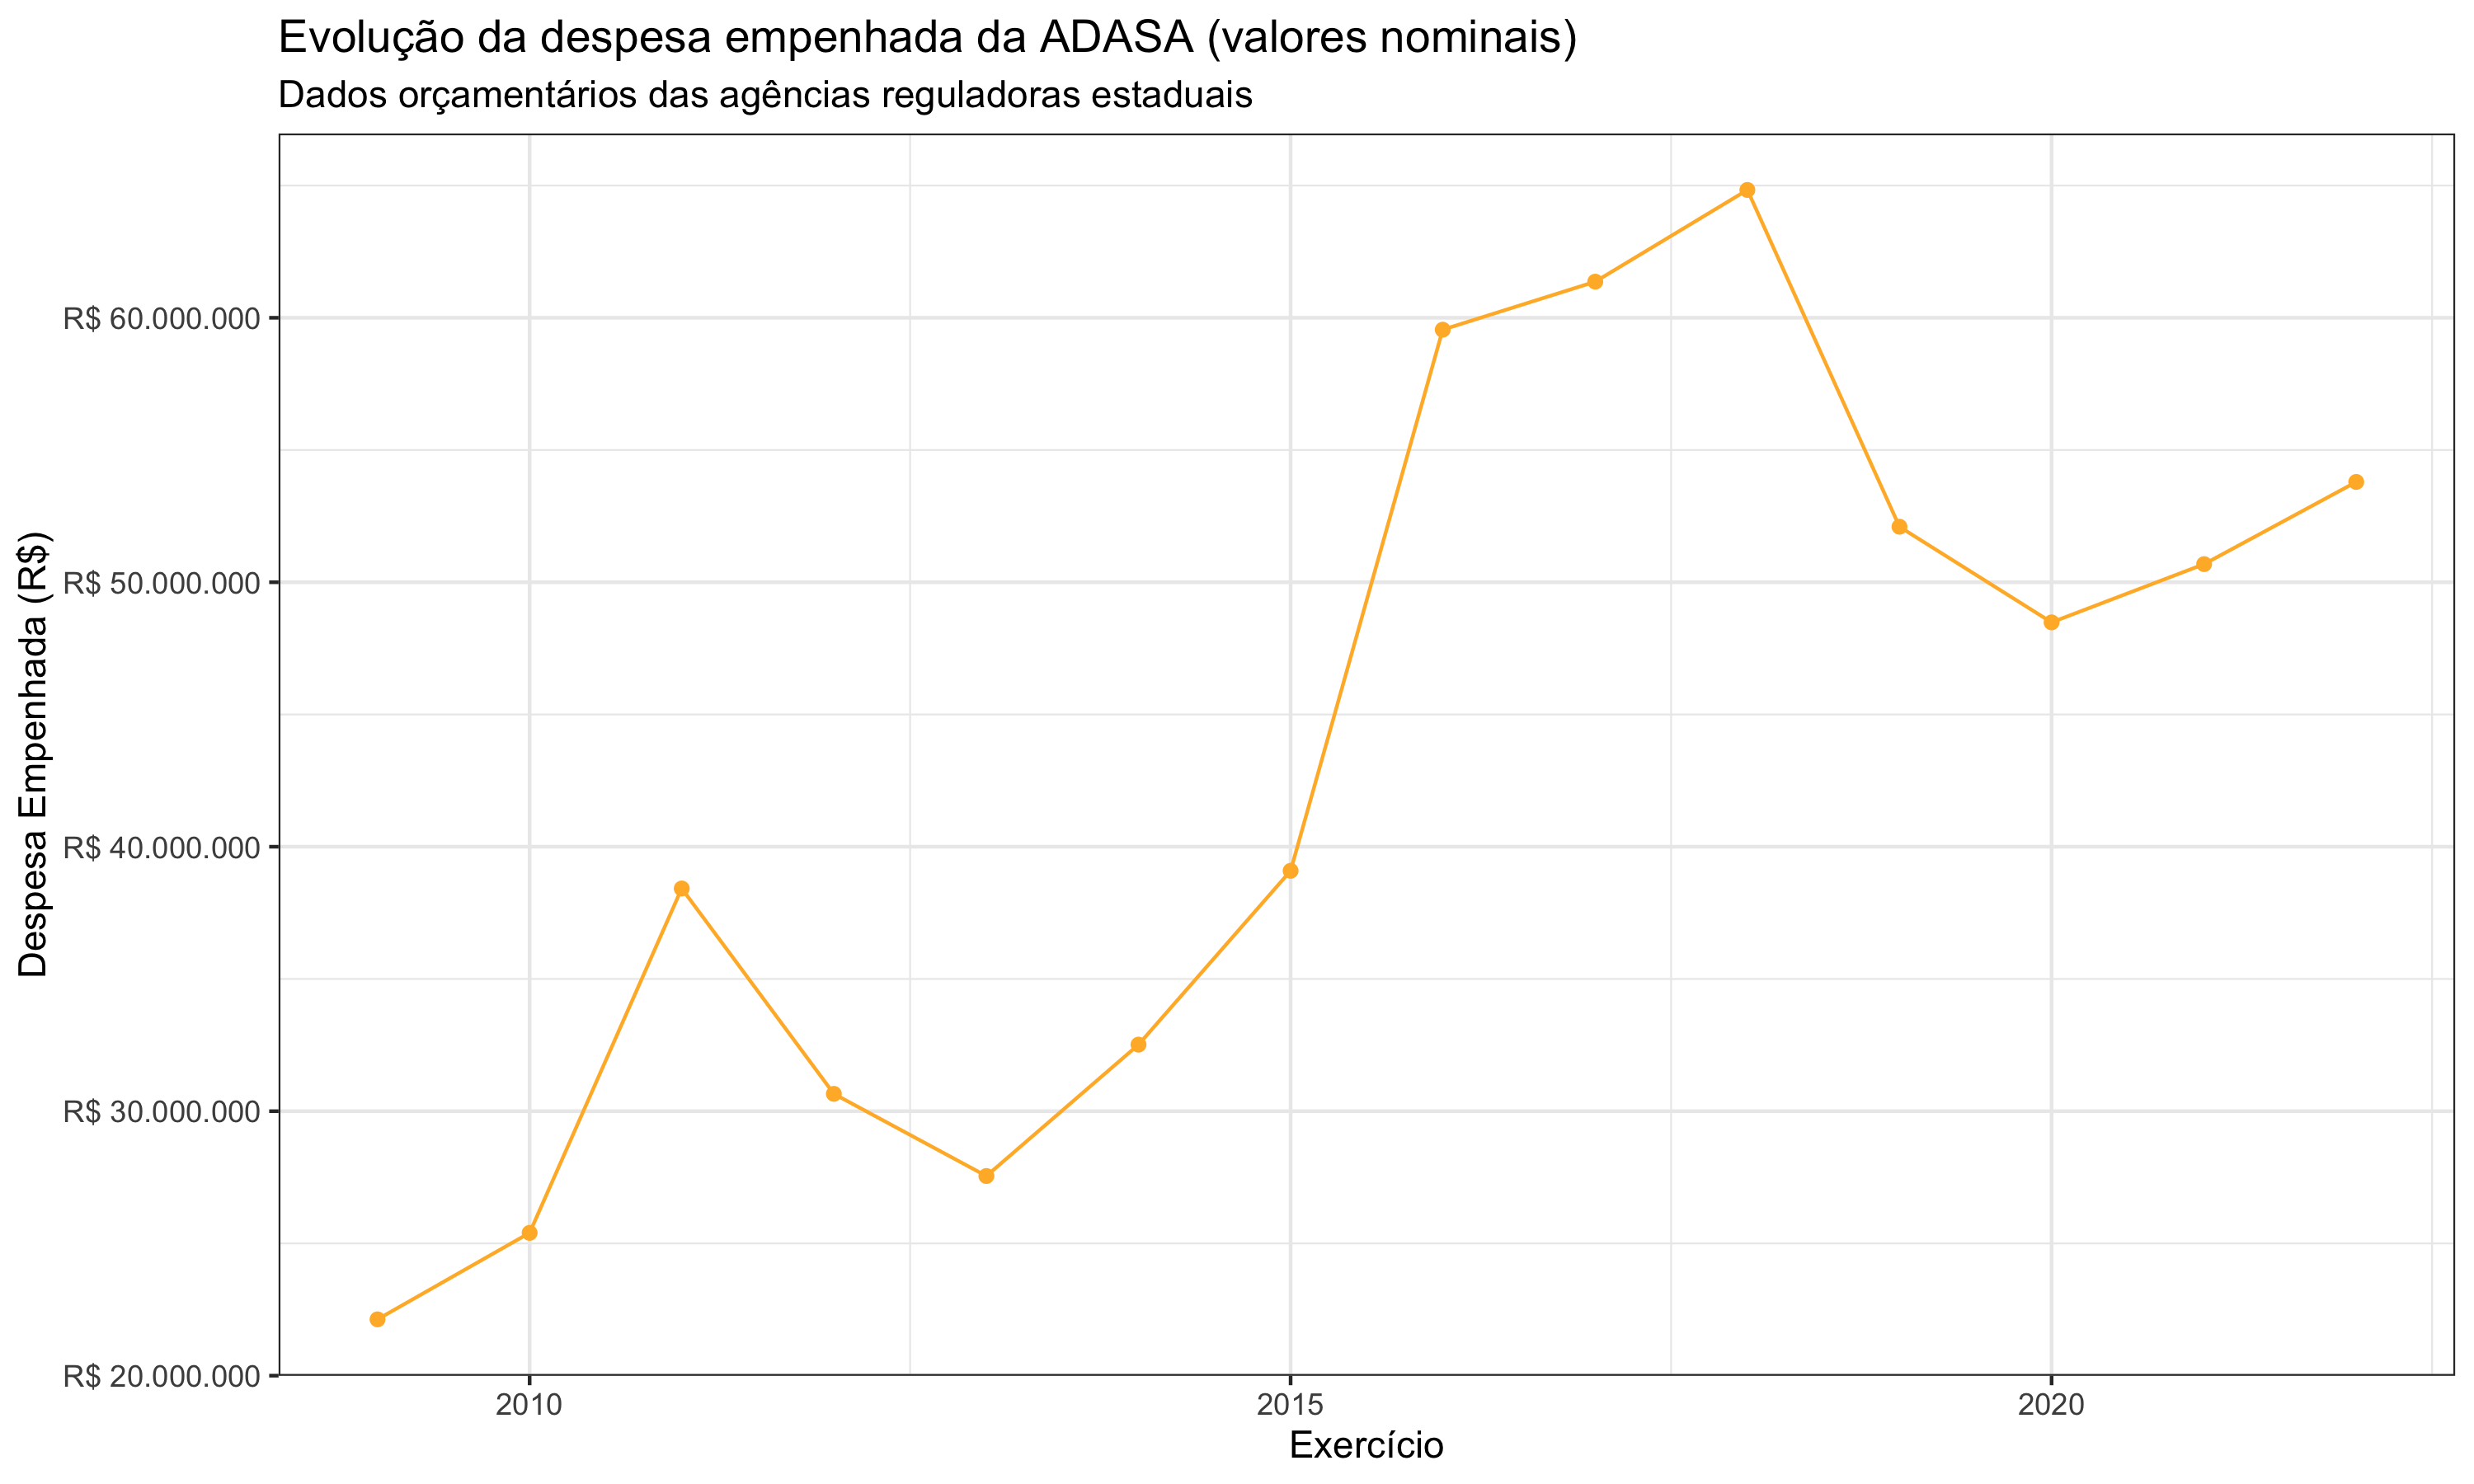 Evolução da despesa empenhada da ADASA (valores nominais)
Dados orçamentários das agências reguladoras estaduais
Despesa Empenhada (R$)
R$ 60.000.000
R$ 50.000.000
R$ 40.000.000
R$ 30.000.000
R$ 20.000.000
2010
2015
2020
Exercício